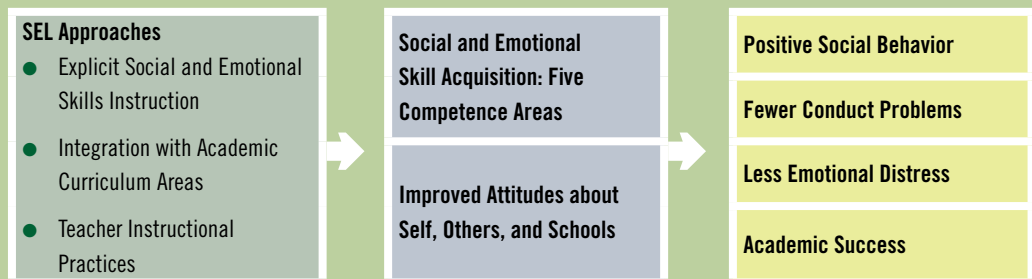 SEL Approaches
● Explicit Social and Emotional
Skills Instruction
● Integration with Academic
Curriculum Areas
● Teacher Instructional
Practices
Social and Emotional
Skill Acquisition: Five
Competence Areas
Improved Attitudes about
Self, Others, and Schools
Positive Social Behavior
Fewer Conduct Problems
Less Emotional Distress
Academic Success